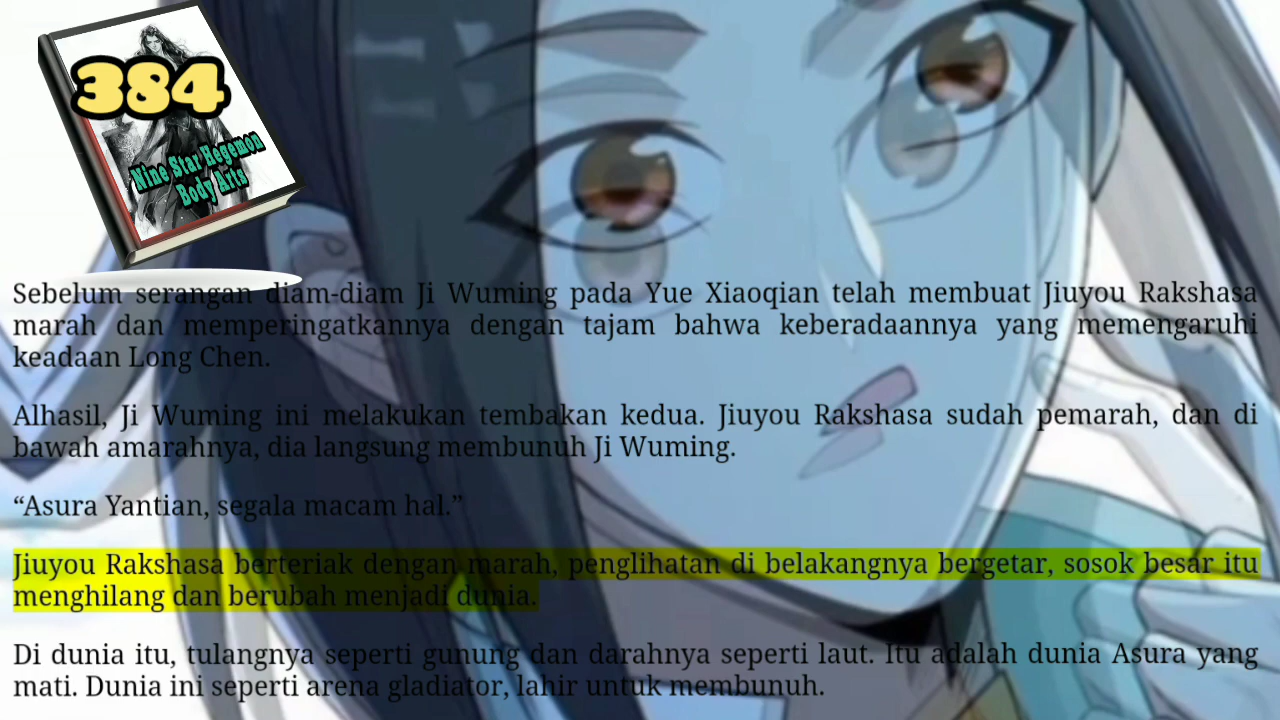 384
Nine Star Hegemon
Body Arts
Sebelum serangan diam-diam Ji Wuming pada Yue Xiaoqian telah membuat Jiuyou Rakshasa
marah dan memperingatkannya dengan tajam bahwa keberadaannya yang memengaruhi
keadaan Long Chen.
Alhasil, Ji Wuming ini melakukan tembakan kedua. Jiuyou Rakshasa sudah pemarah, dan di
bawah amarahnya, dia langsung membunuh Ji Wuming.
“Asura Yantian, segala macam hal.”
Jiuyou Rakshasa berteriak dengan marah, penglihatan di belakangnya bergetar, sosok besar itu
menghilang dan berubah menjadi dunia.
Di dunia itu, tulangnya seperti gunung dan darahnya seperti laut. Itu adalah dunia Asura yang
mati. Dunia ini seperti arena gladiator, lahir untuk membunuh.